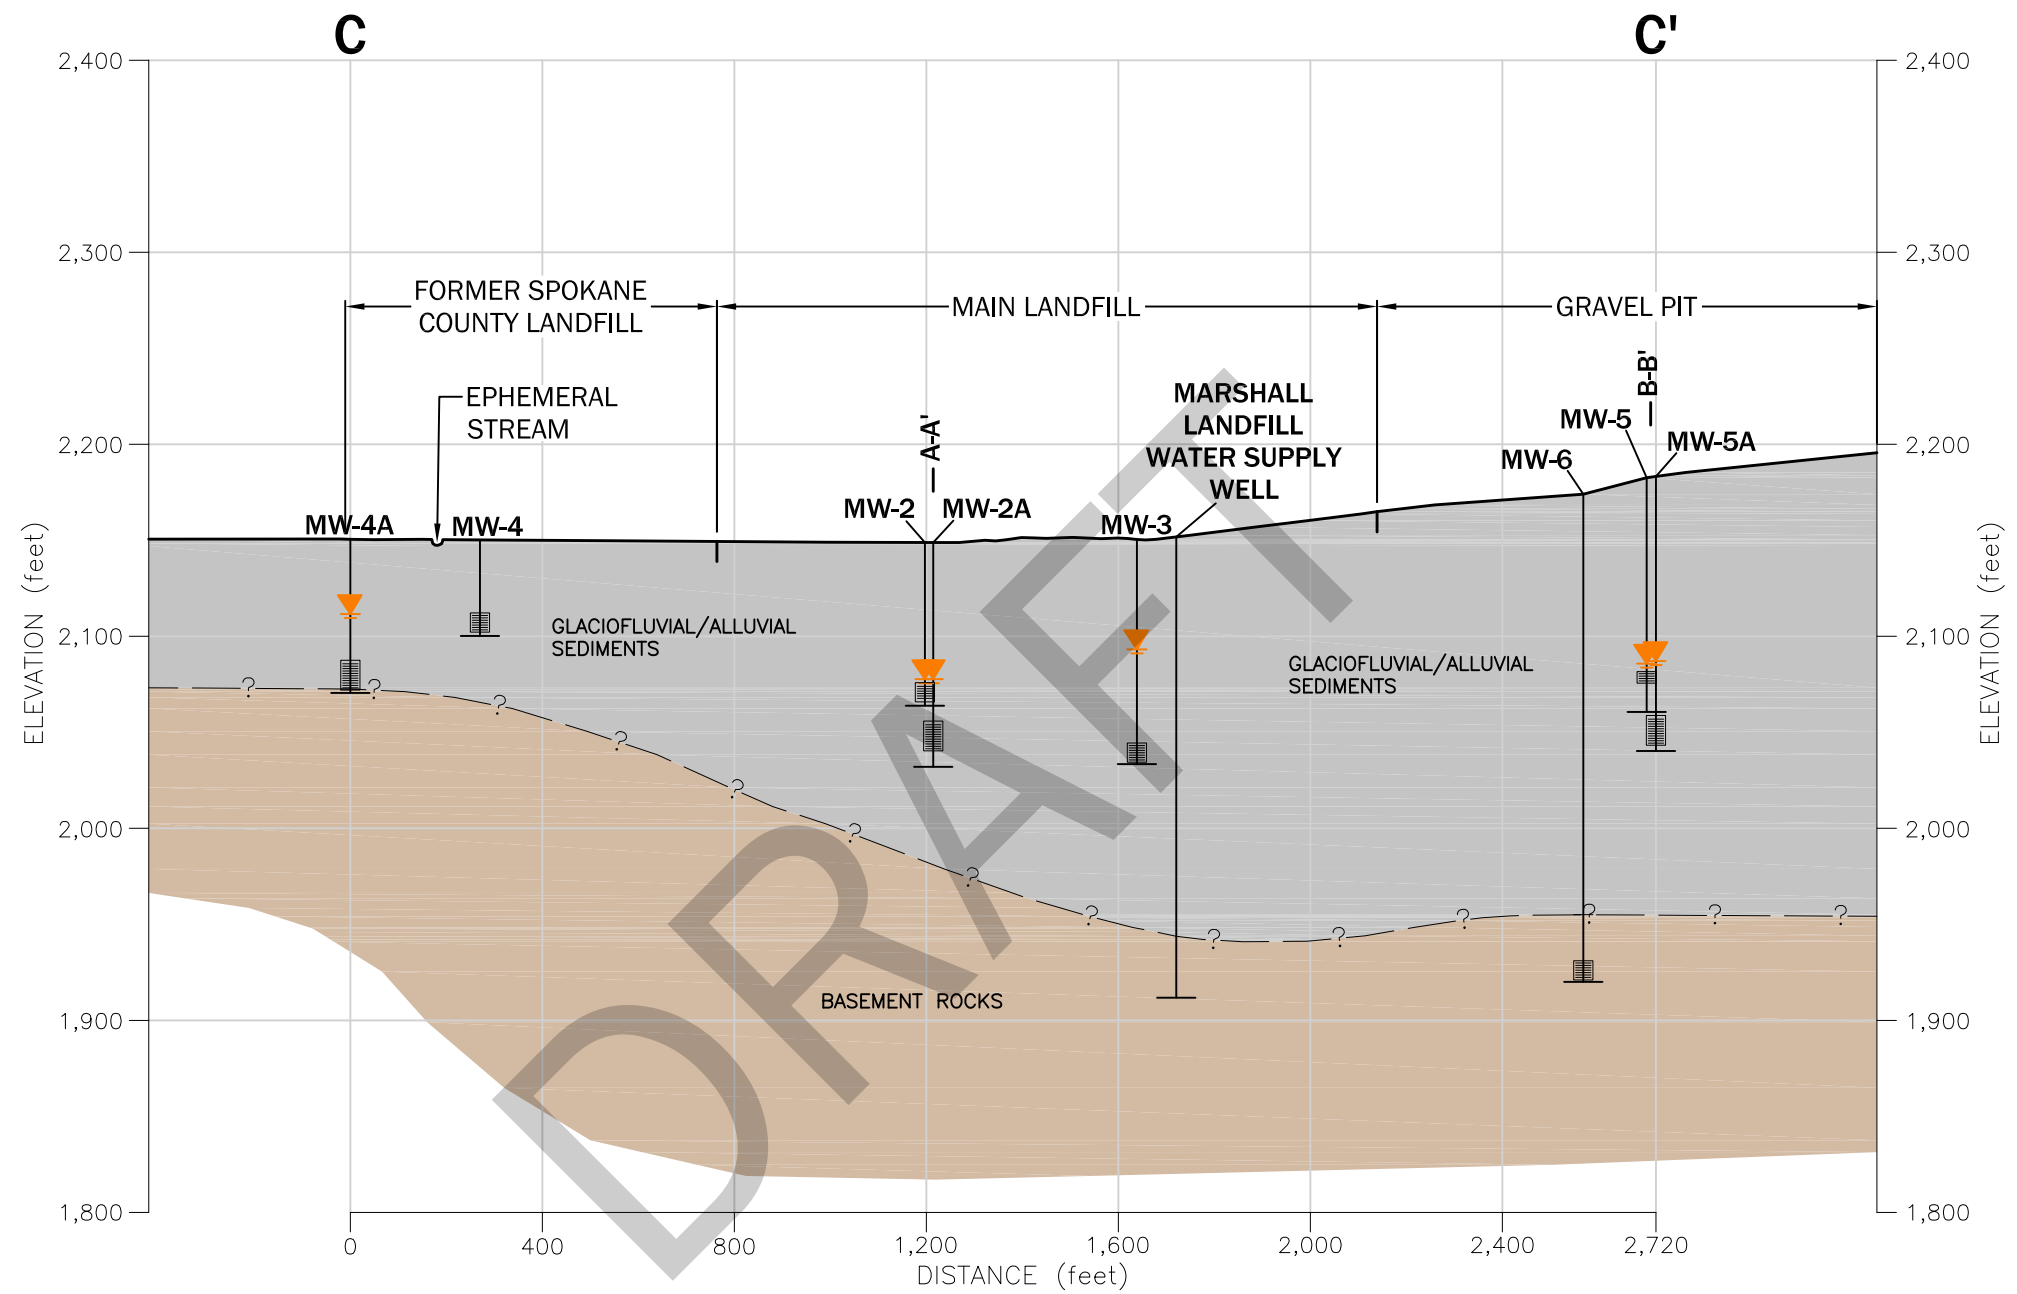 C
C'
2,400
2,400
2,300
2,300
FORMER SPOKANE
COUNTY LANDFILL
MAIN LANDFILL
GRAVEL PIT
EPHEMERAL
STREAM
A-A'
B-B'
MARSHALL
LANDFILL
WATER SUPPLY
WELL
MW-5
MW-5A
MW-6
2,200
2,200
MW-4A
MW-4
MW-2
MW-2A
MW-3
ELEVATION (feet)
ELEVATION (feet)
GLACIOFLUVIAL/ALLUVIAL
SEDIMENTS
GLACIOFLUVIAL/ALLUVIAL
SEDIMENTS
2,100
2,100
? ? ? ? ? ? ? ? ? ? ? ? ? ?
2,000
2,000
BASEMENT ROCKS
DRAFT
1,900
1,900
1,800
1,800
0 400 800 1,200 1,600 2,000 2,400 2,720
DISTANCE (feet)